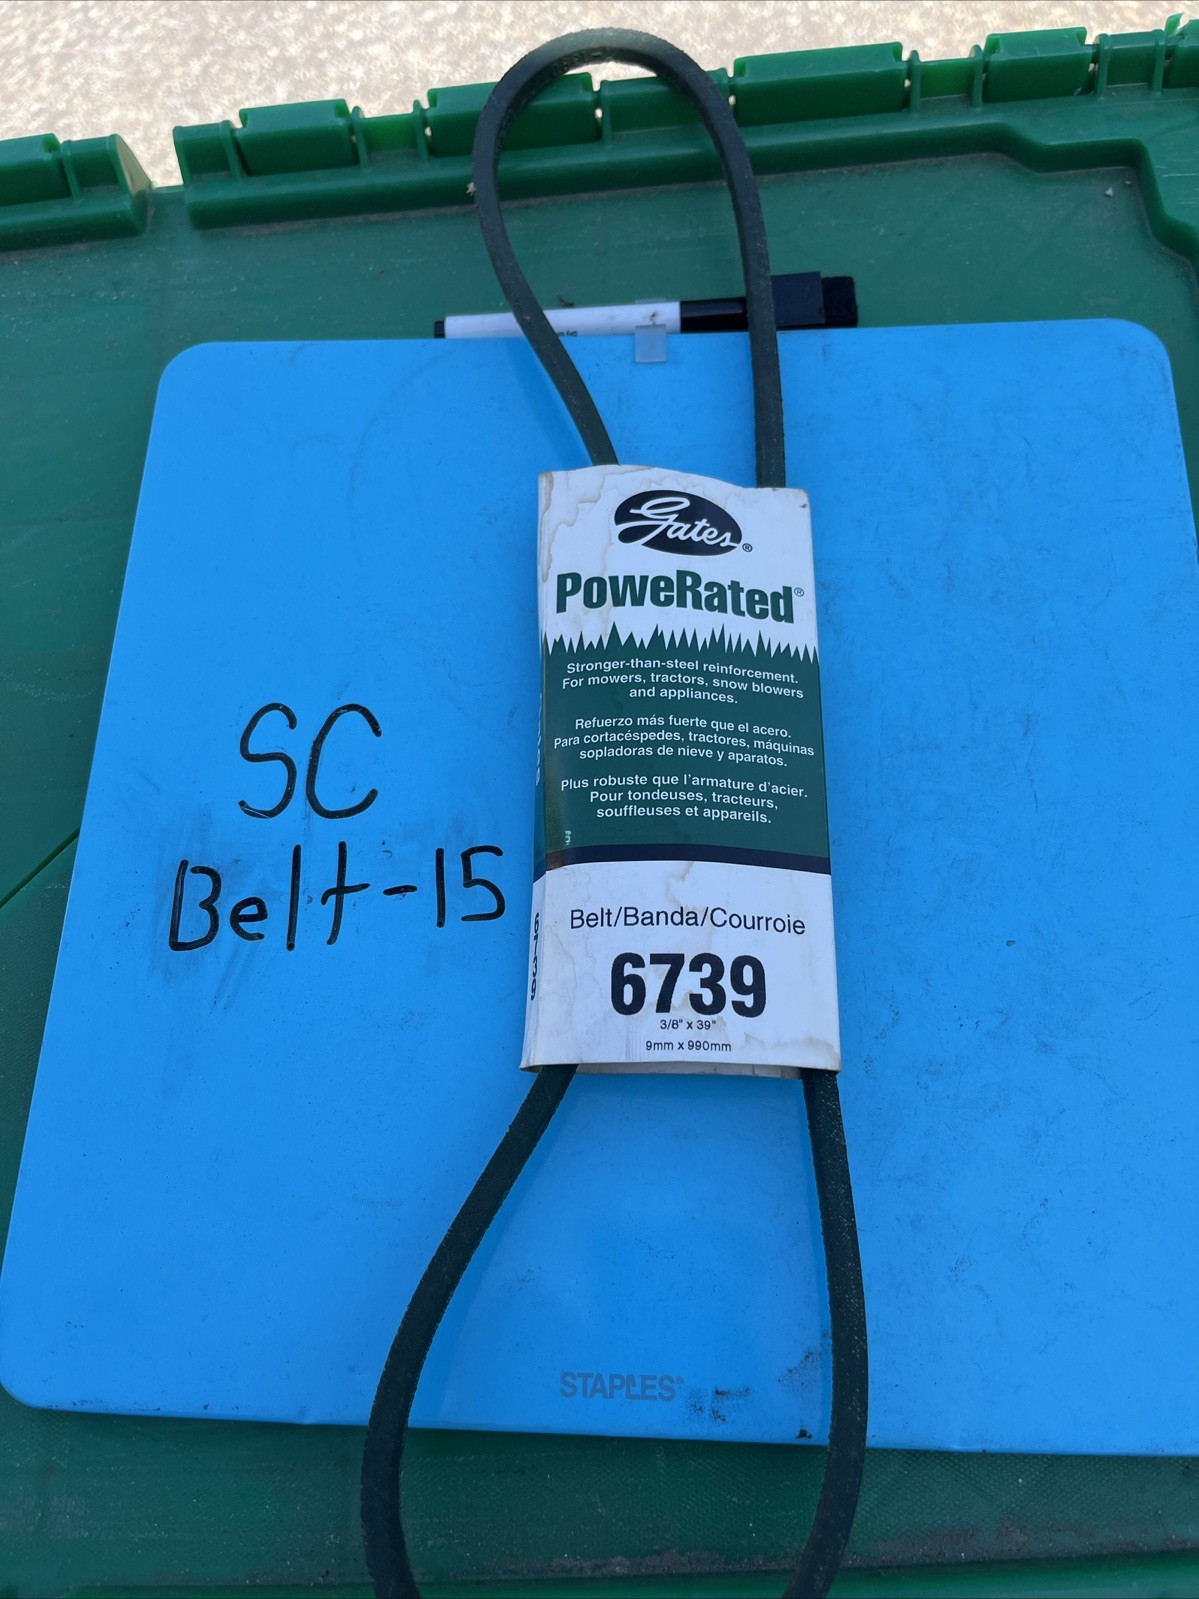 Gates®
PoweRated®
Stronger-than-steel reinforcement.
For mowers, tractors, snow blowers
and appliances.
Refuerzo más fuerte que el acero.
Para cortacéspedes, tractores, máquinas
sopladoras de nieve y aparatos.
Plus robuste que l'armature d'acier.
Pour tondeuses, tracteurs,
souffleuses et appareils.
SC
Belt-15
Belt/Banda/Courroie
6739
3/8" x 39"
9mm x 990mm
6739
STAPLES®